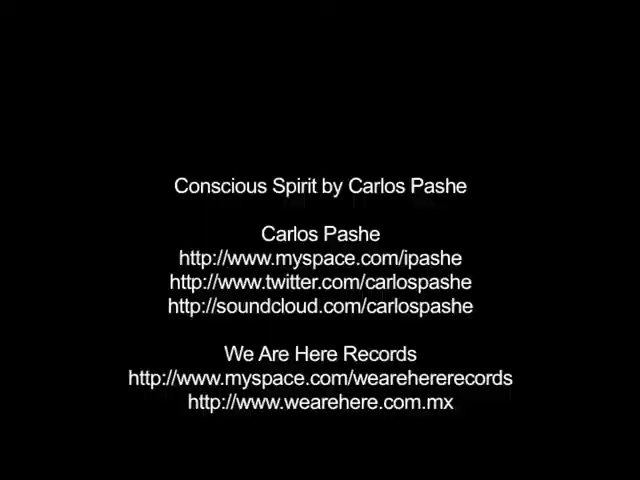 Conscious Spirit by Carlos Pashe
Carlos Pashe
http://www.myspace.com/ipashe
http://www.twitter.com/carlospashe
http://soundcloud.com/carlospashe
We Are Here Records
http://www.myspace.com/wearehererecords
http://www.wearehere.com.mx